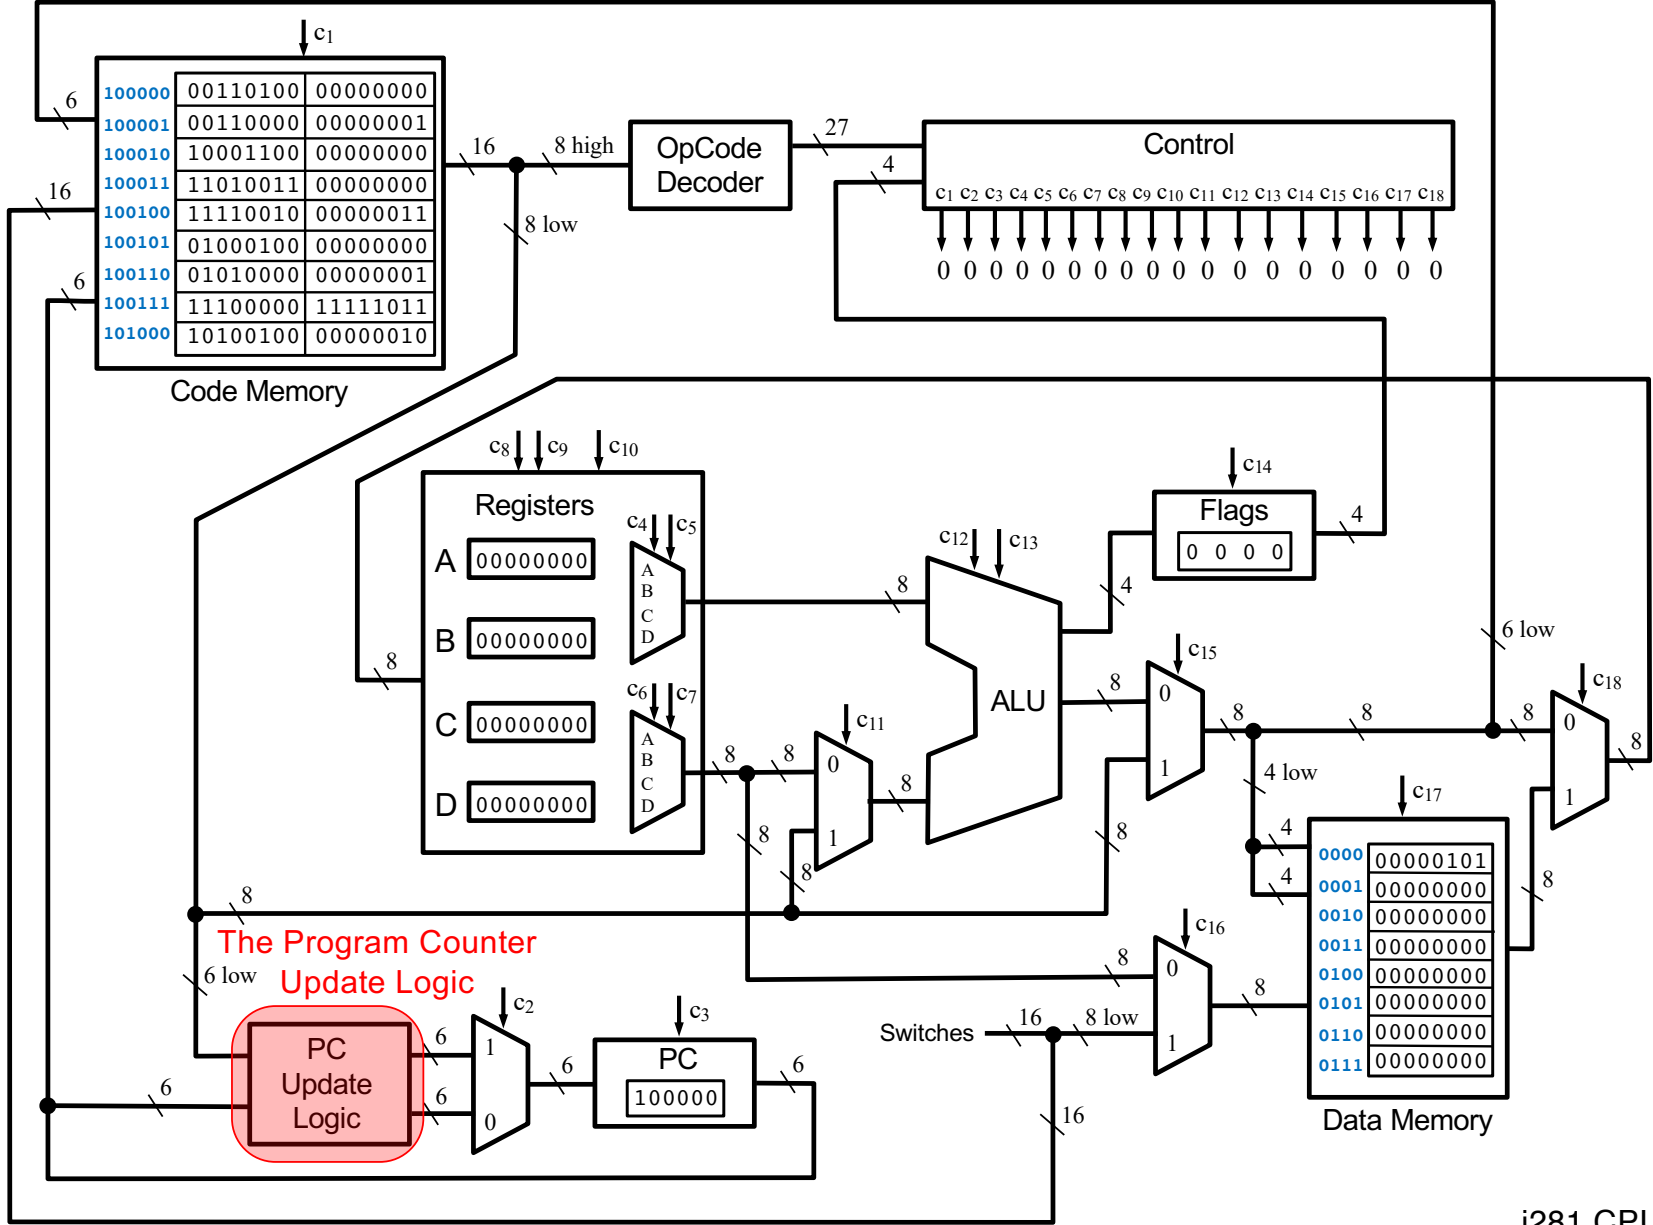 c1
100000 00110100 00000000
100001 00110000 00000001
100010 10001100 00000000
100011 11010011 00000000
100100 11110010 00000011
100101 01000100 00000000
100110 01010000 00000001
100111 11100000 11111011
101000 10100100 00000010
Code Memory
6
16
6
16
8 high
8 low
OpCode
Decoder
27
4
Control
c1 c2 c3 c4 c5 c6 c7 c8 c9 c10 c11 c12 c13 c14 c15 c16 c17 c18
0 0 0 0 0 0 0 0 0 0 0 0 0 0 0 0 0 0
c8 c9 c10
Registers
A 00000000
B 00000000
C 00000000
D 00000000
8
c4 c5
A
B
C
D
c6 c7
A
B
C
D
8
8
8
8
c11
0
1
8
8
c12 c13
ALU
4
8
c14
Flags
0 0 0 0
4
c15
0
1
8
8
8
6 low
8
c18
0
1
8
4 low
4
4
c17
0000 00000101
0001 00000000
0010 00000000
0011 00000000
0100 00000000
0101 00000000
0110 00000000
0111 00000000
Data Memory
8
c16
0
1
8
8
Switches
16
8 low
16
8
The Program Counter
Update Logic
6 low
PC
Update
Logic
6
6
6
c2
1
0
6
c3
PC
100000
6